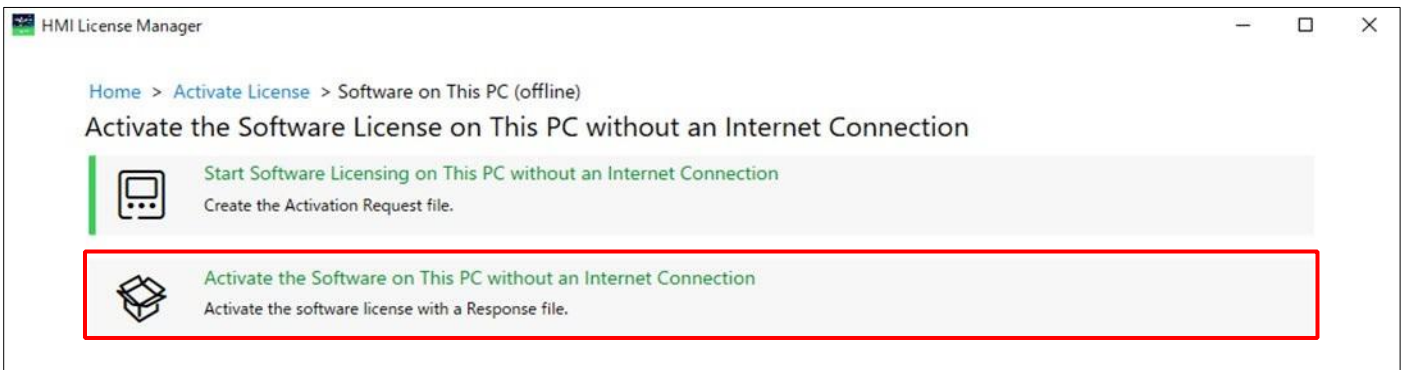 HMI License Manager
Home > Activate License > Software on This PC (offline)
Activate the Software License on This PC without an Internet Connection
Start Software Licensing on This PC without an Internet Connection
Create the Activation Request file.
Activate the Software on This PC without an Internet Connection
Activate the software license with a Response file.